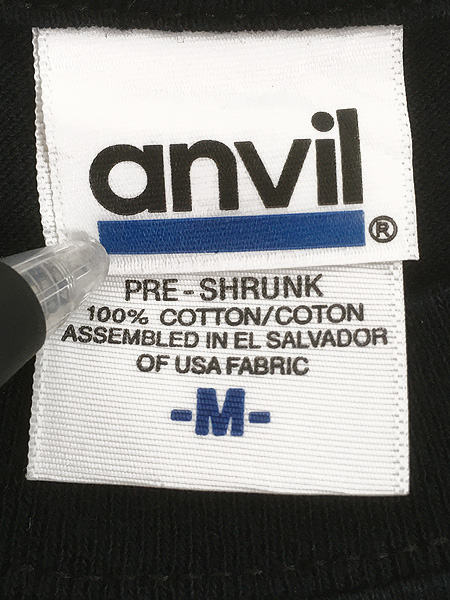 anvil
®
PRE-SHRUNK
100% COTTON/COTON
ASSEMBLED IN EL SALVADOR
OF USA FABRIC
-M-